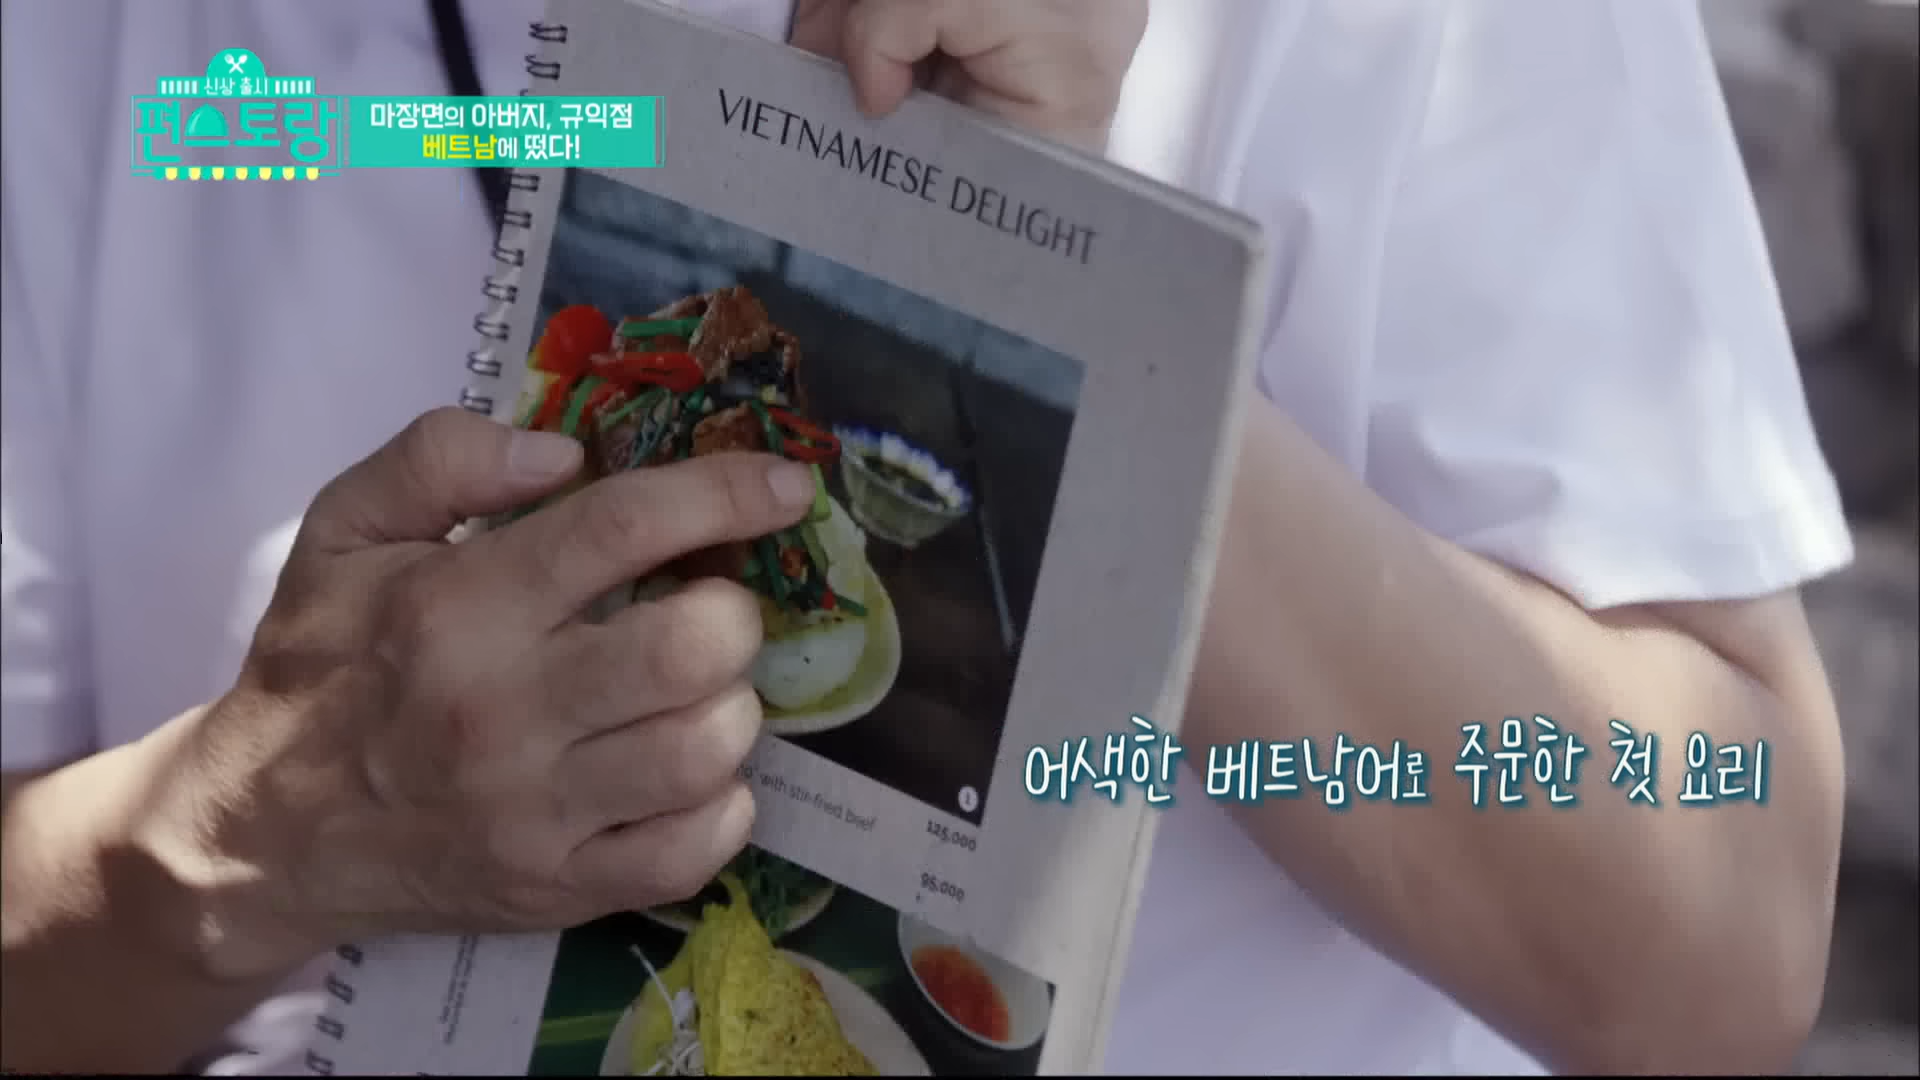 신상 출시
편스토랑
마장면의 아버지, 규익점
베트남에 떴다!
VIETNAMESE DELIGHT
with stir-fried beef
1
125,000
95,000
어색한 베트남어로 주문한 첫 요리